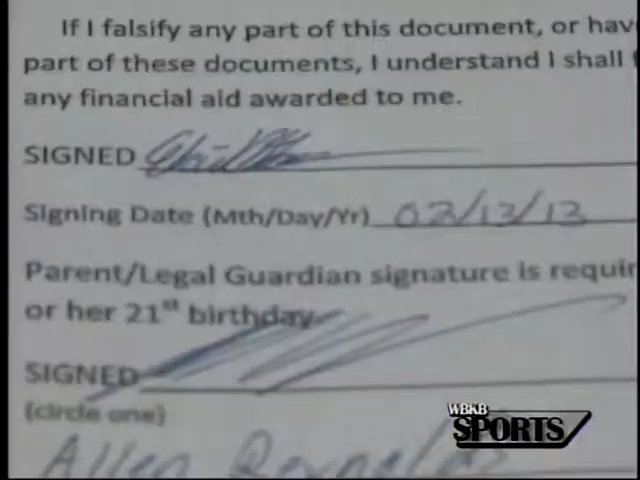 If I falsify any part of this document, or hav
part of these documents, I understand I shall
any financial aid awarded to me.
SIGNED
Signing Date (Mth/Day/Yr) 02/13/13
Parent/Legal Guardian signature is requir
or her 21st birthday
SIGNED
(circle one)
Allen Reynolds
WBKB
SPORTS